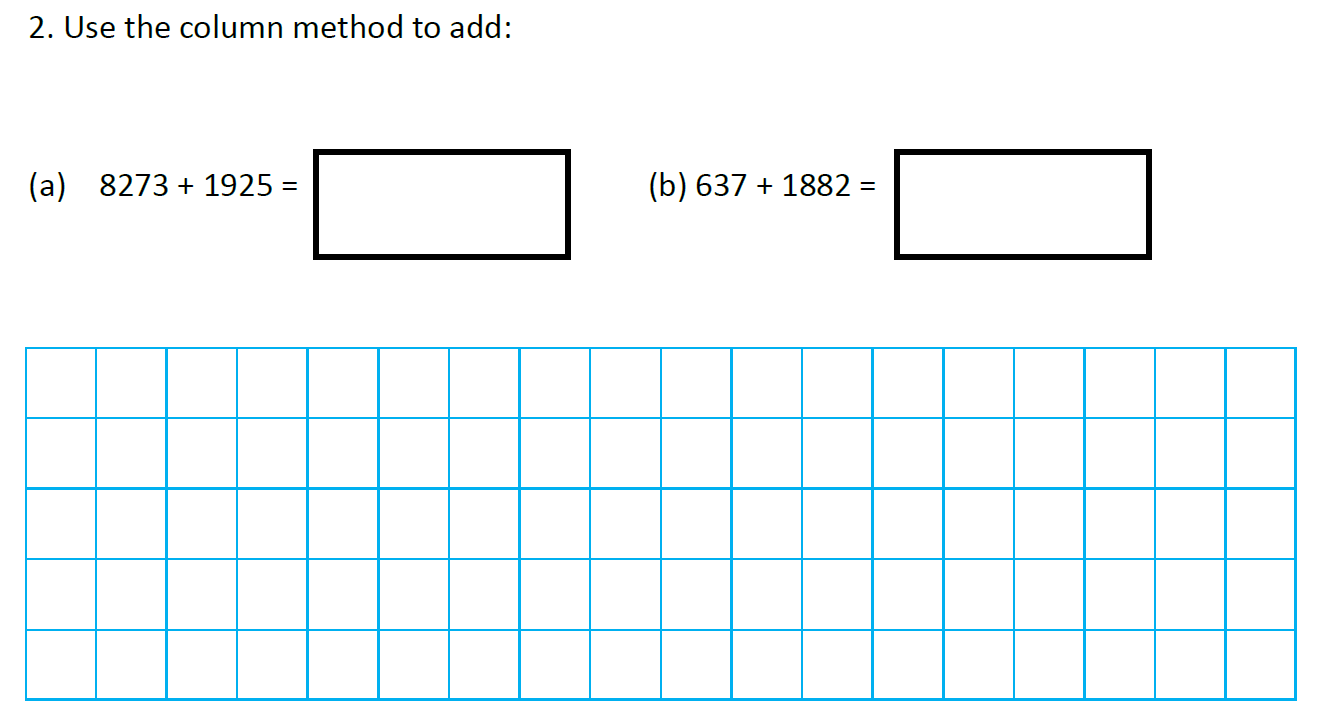 2. Use the column method to add:
(a) 8273 + 1925 =
(b) 637 + 1882 =